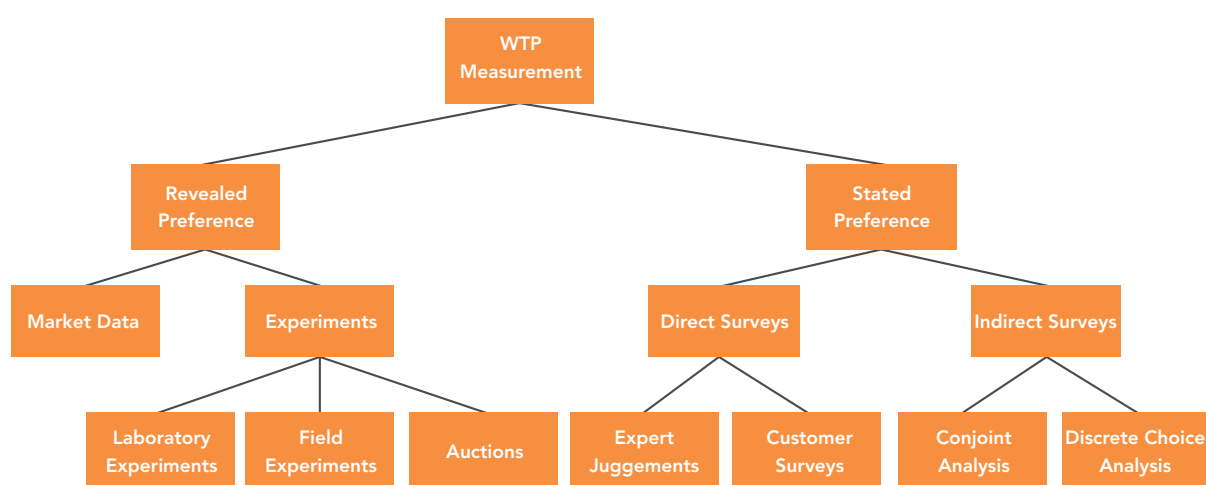 WTP
Measurement
Revealed
Preference
Stated
Preference
Market Data
Experiments
Direct Surveys
Indirect Surveys
Laboratory
Experiments
Field
Experiments
Auctions
Expert
Juggements
Customer
Surveys
Conjoint
Analysis
Discrete Choice
Analysis